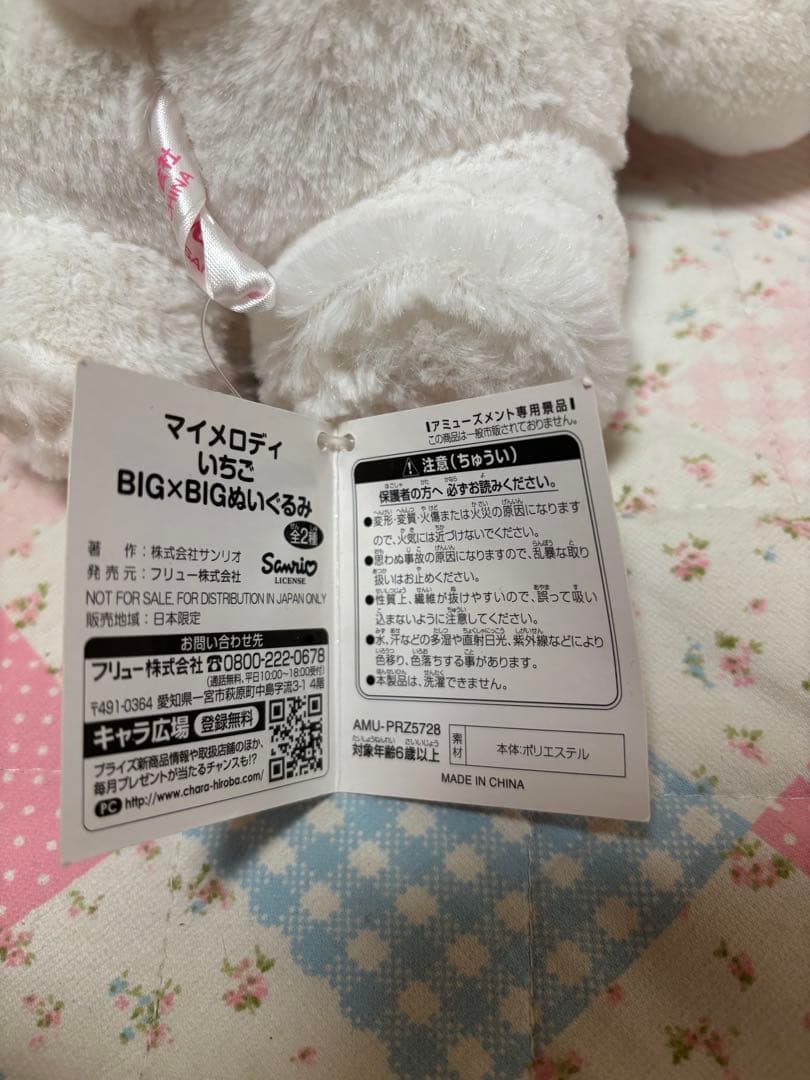 CHINA
マイメロディ
いちご
BIG×BIGぬいぐるみ
全2種
著 作:株式会社サンリオ
発売元:フリュー株式会社
Sanrio
LICENSE
NOT FOR SALE, FOR DISTRIBUTION IN JAPAN ONLY
販売地域:日本限定
お問い合わせ先
フリュー株式会社☎0800-222-0678
(通話無料、平日10:00~18:00受付)
〒491-0364 愛知県一宮市萩原町中島字流3-1 4階
キャラ広場 登録無料
プライズ新商品情報や取扱店舗のほか、
毎月プレゼントが当たるチャンスも!?
PC http://www.chara-hiroba.com/
アミューズメント専用景品
この商品は一般市販されておりません。
⚠注意(ちゅうい)
保護者の方へ 必ずお読みください。
●変形・変質・火傷または火災の原因になります
ので、火気には近づけないでください。
●思わぬ事故の原因になりますので、乱暴な取り
扱いはお止めください。
●性質上、繊維が抜けやすいので、誤って吸い
込まないように注意してください。
●水、汗などの多湿や直射日光、紫外線などにより
色移り、色落ちする事があります。
●本製品は、洗濯できません。
AMU-PRZ5728
対象年齢6歳以上
素材
本体:ポリエステル
MADE IN CHINA